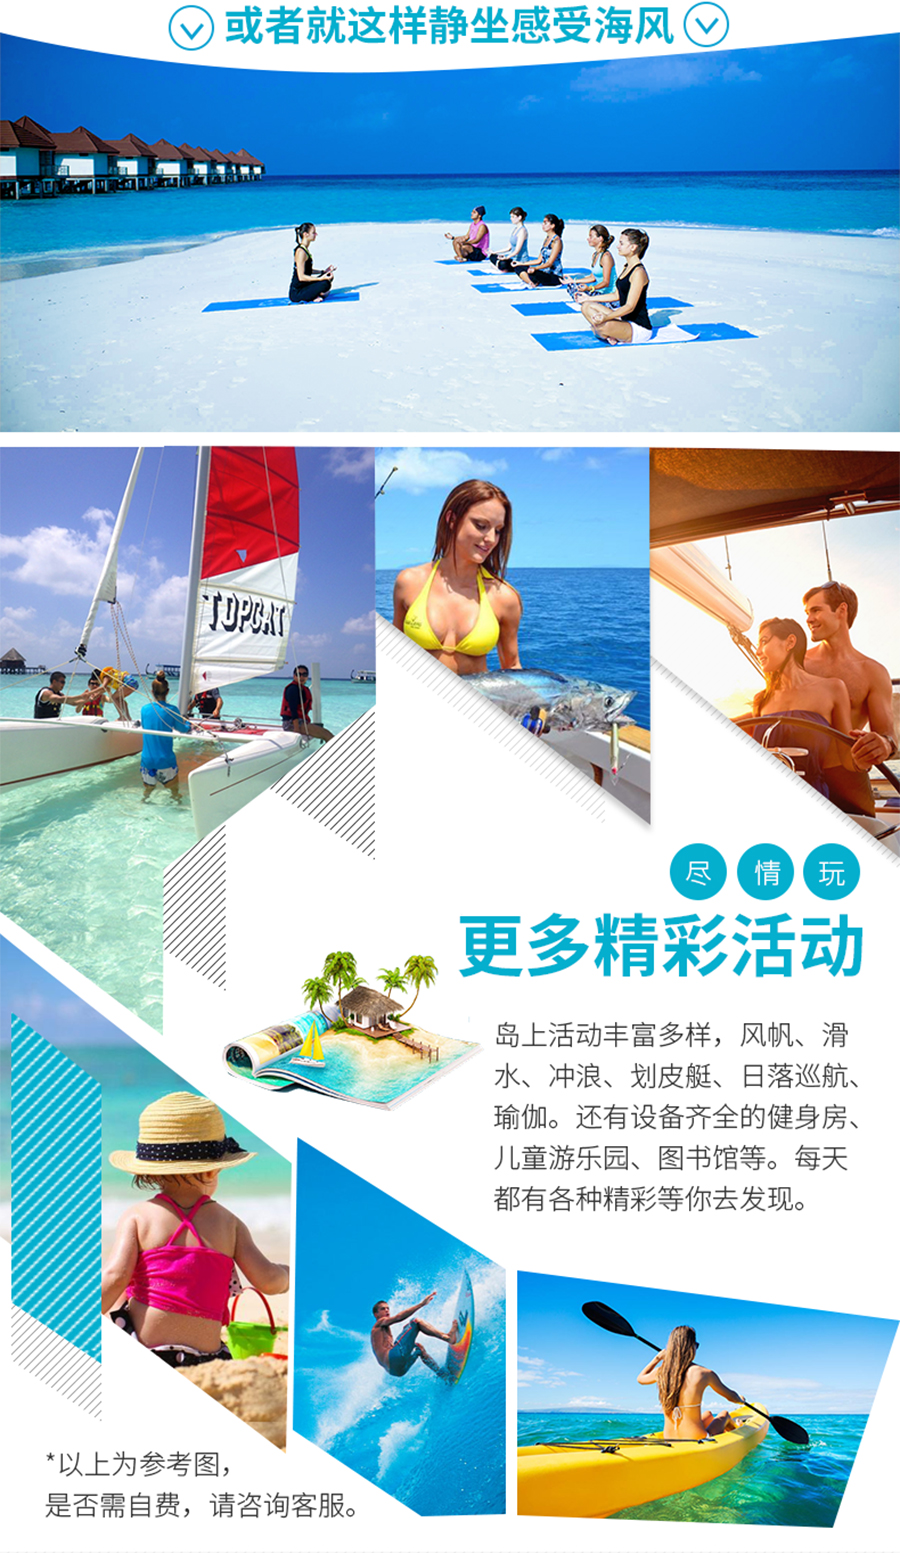 或者就这样静坐感受海风
TOPCAT
尽情玩
更多精彩活动
岛上活动丰富多样，风帆、滑
水、冲浪、划皮艇、日落巡航、
瑜伽。还有设备齐全的健身房、
儿童游乐园、图书馆等。每天
都有各种精彩等你去发现。
*以上为参考图，
是否需自费，请咨询客服。